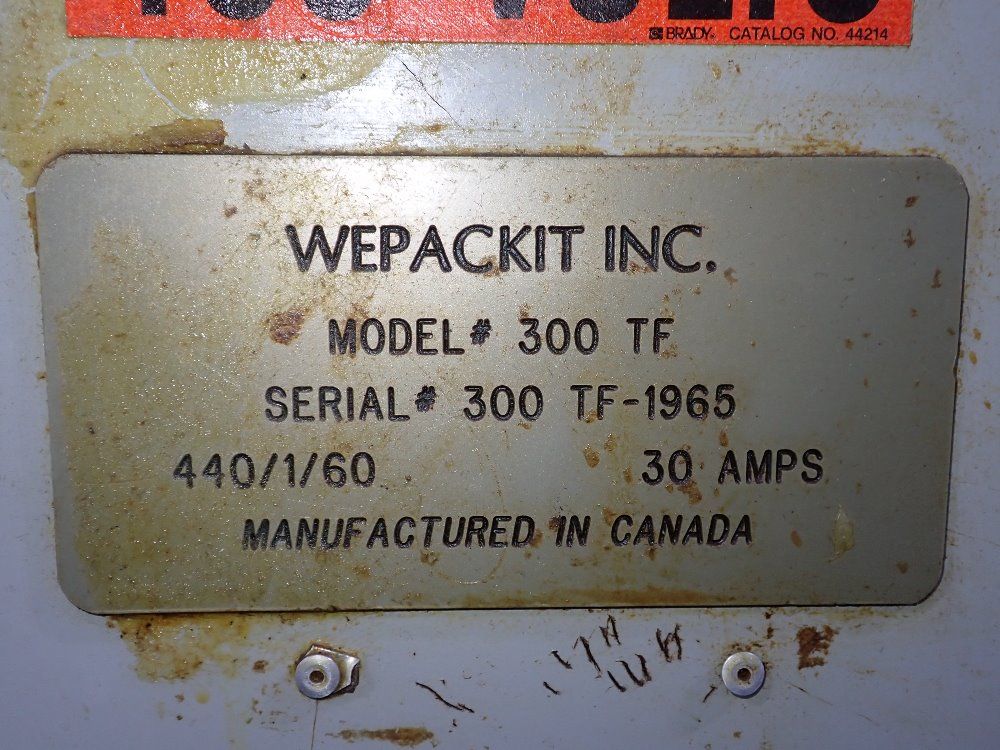 VOLTS
BRADY. CATALOG NO. 44214
WEPACKIT INC.
MODEL# 300 TF
SERIAL# 300 TF-1965
440/1/60 30 AMPS
MANUFACTURED IN CANADA